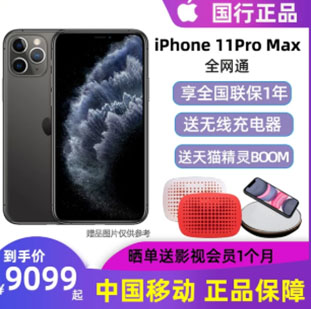 国行正品
iPhone 11Pro Max
全网通
享全国联保1年
送无线充电器
送天猫精灵BOOM
赠品图片仅供参考
到手价
¥9099起
晒单送影视会员1个月
中国移动 正品保障